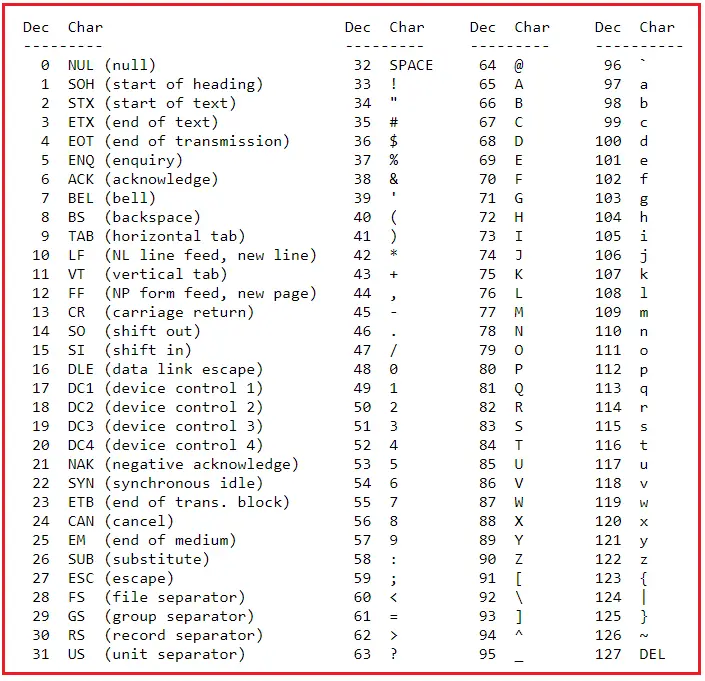 Dec  Char                           Dec  Char     Dec  Char     Dec  Char
---------                           ---------     ---------     ----------
  0  NUL (null)                      32  SPACE     64  @         96  `
  1  SOH (start of heading)          33  !         65  A         97  a
  2  STX (start of text)             34  "         66  B         98  b
  3  ETX (end of text)               35  #         67  C         99  c
  4  EOT (end of transmission)       36  $         68  D        100  d
  5  ENQ (enquiry)                   37  %         69  E        101  e
  6  ACK (acknowledge)               38  &         70  F        102  f
  7  BEL (bell)                      39  '         71  G        103  g
  8  BS  (backspace)                 40  (         72  H        104  h
  9  TAB (horizontal tab)            41  )         73  I        105  i
 10  LF  (NL line feed, new line)    42  *         74  J        106  j
 11  VT  (vertical tab)              43  +         75  K        107  k
 12  FF  (NP form feed, new page)    44  ,         76  L        108  l
 13  CR  (carriage return)           45  -         77  M        109  m
 14  SO  (shift out)                 46  .         78  N        110  n
 15  SI  (shift in)                  47  /         79  O        111  o
 16  DLE (data link escape)          48  0         80  P        112  p
 17  DC1 (device control 1)          49  1         81  Q        113  q
 18  DC2 (device control 2)          50  2         82  R        114  r
 19  DC3 (device control 3)          51  3         83  S        115  s
 20  DC4 (device control 4)          52  4         84  T        116  t
 21  NAK (negative acknowledge)      53  5         85  U        117  u
 22  SYN (synchronous idle)          54  6         86  V        118  v
 23  ETB (end of trans. block)       55  7         87  W        119  w
 24  CAN (cancel)                    56  8         88  X        120  x
 25  EM  (end of medium)             57  9         89  Y        121  y
 26  SUB (substitute)                58  :         90  Z        122  z
 27  ESC (escape)                    59  ;         91  [        123  {
 28  FS  (file separator)            60  <         92  \        124  |
 29  GS  (group separator)           61  =         93  ]        125  }
 30  RS  (record separator)          62  >         94  ^        126  ~
 31  US  (unit separator)            63  ?         95  _        127  DEL